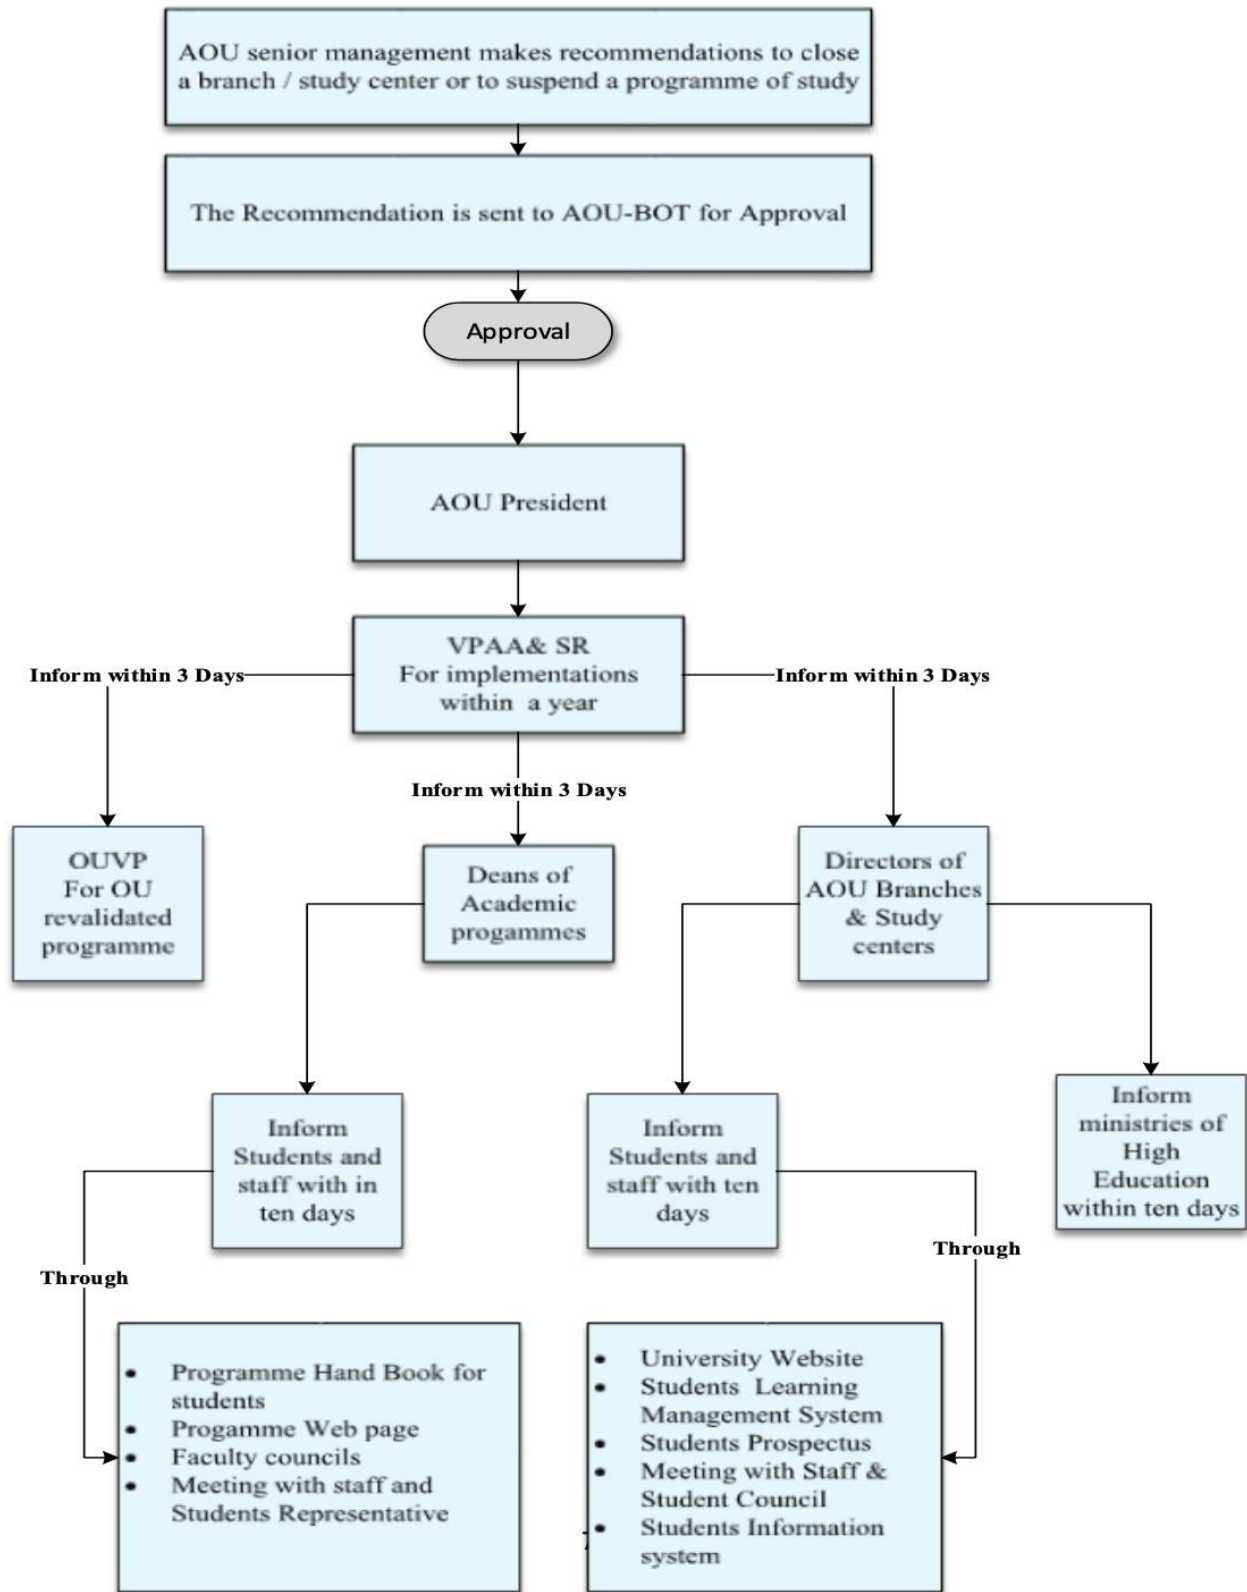 AOU senior management makes recommendations to close
a branch / study center or to suspend a programme of study
The Recommendation is sent to AOU-BOT for Approval
Approval
AOU President
VPAA& SR
For implementations
within a year
Inform within 3 Days
Inform within 3 Days
Inform within 3 Days
OUVP
For OU
revalidated
programme
Deans of
Academic
progammes
Directors of
AOU Branches
& Study
centers
Inform
Students and
staff with in
ten days
Inform
Students and
staff with ten
days
Inform
ministries of
High
Education
within ten days
Through
Through
• Programme Hand Book for
students
• Progamme Web page
• Faculty councils
• Meeting with staff and
Students Representative
• University Website
• Students Learning
Management System
• Students Prospectus
• Meeting with Staff &
Student Council
• Students Information
system